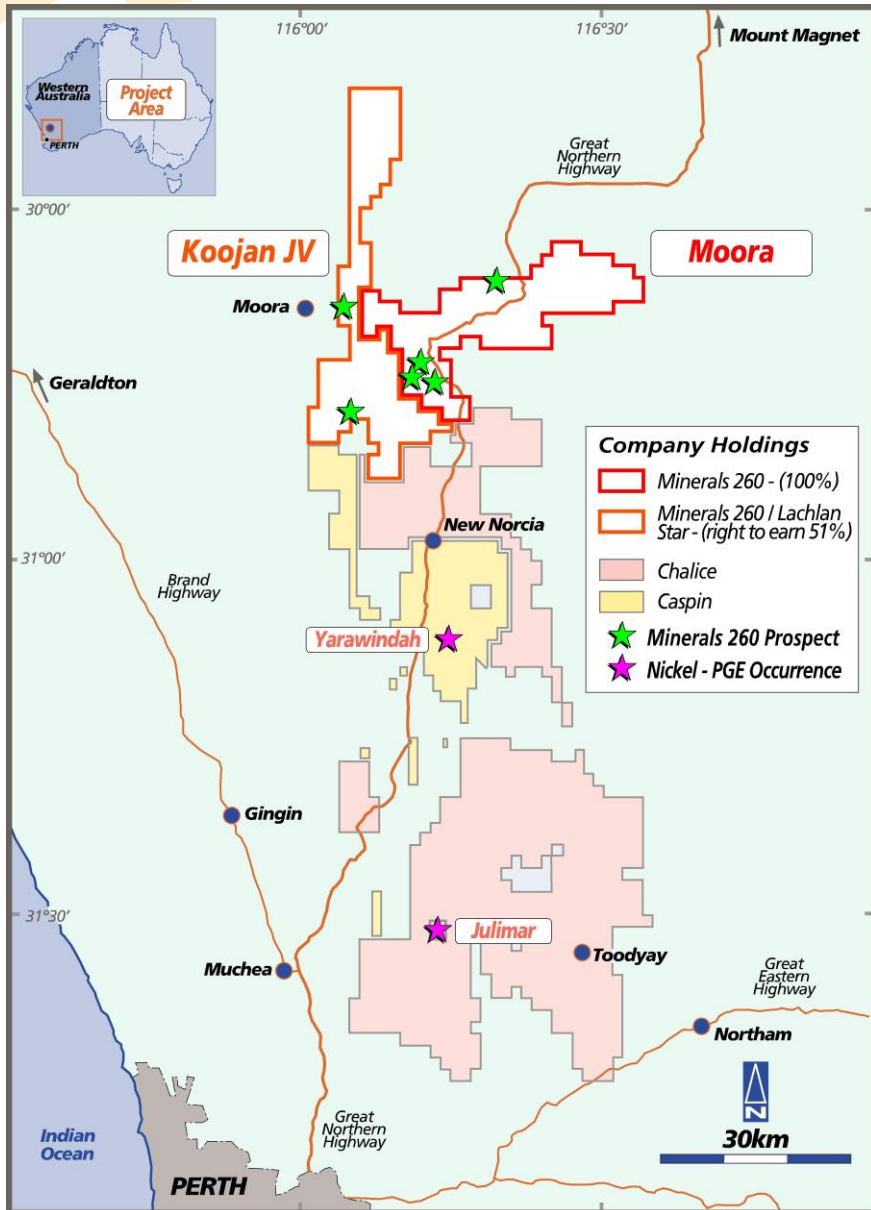 116°00'
116°30'
Mount Magnet
Western
Australia
Project
Area
PERTH
Great
Northern
Highway
30°00'
Koojan JV
Moora
Moora
Geraldton
Company Holdings
Minerals 260 - (100%)
Minerals 260 / Lachlan
Star - (right to earn 51%)
Chalice
Caspin
Minerals 260 Prospect
Nickel - PGE Occurrence
New Norcia
31°00'
Brand
Highway
Yarawindah
Gingin
31°30'
Julimar
Toodyay
Muchea
Great
Eastern
Highway
Northam
Great
Northern
Highway
Indian
Ocean
PERTH
N
30km